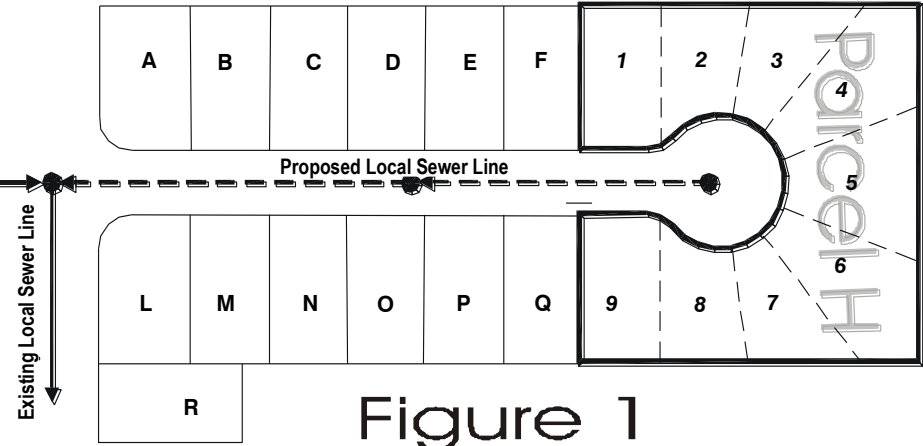 A B C D E F 1 2 3
4
Parcel H
Proposed Local Sewer Line
5
Existing Local Sewer Line
6
L M N O P Q 9 8 7
R
Figure 1